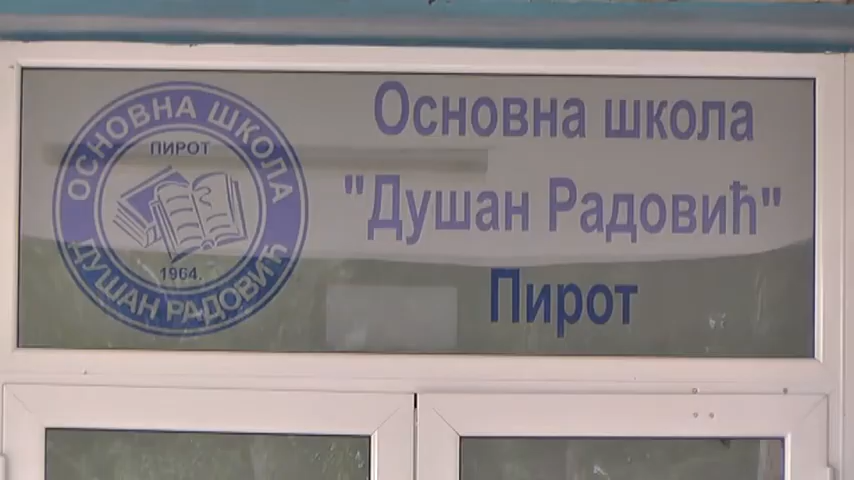 ОСНОВНА ШКОЛА
ПИРОТ
1964.
ДУШАН РАДОВИЋ
Основна школа
"Душан Радовић"
Пирот